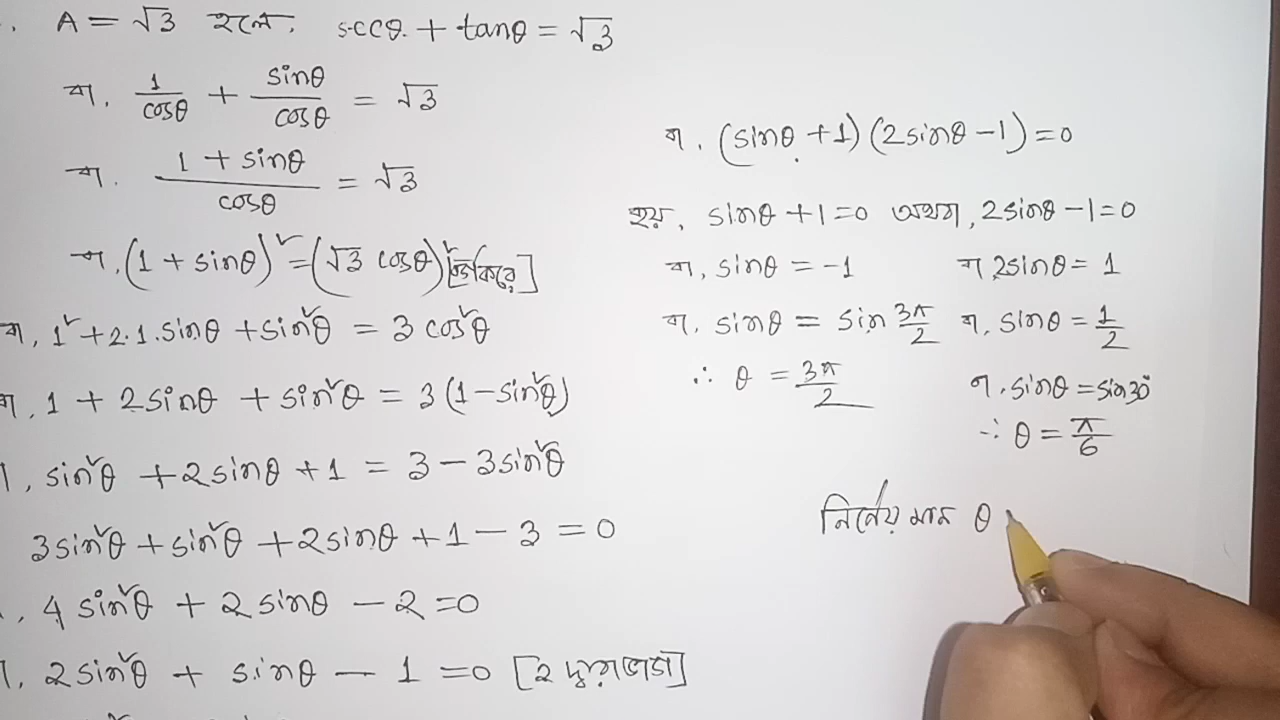 A = √3 হলে, secθ + tanθ = √3
বা, 1/cosθ + sinθ/cosθ = √3
বা, (1 + sinθ)/cosθ = √3
বা, (1 + sinθ)² = (√3 cosθ)² [বর্গ করে]
বা, 1² + 2.1.sinθ + sin²θ = 3 cos²θ
বা, 1 + 2sinθ + sin²θ = 3(1 - sin²θ)
া, sin²θ + 2sinθ + 1 = 3 - 3sin²θ
3sin²θ + sin²θ + 2sinθ + 1 - 3 = 0
, 4 sin²θ + 2sinθ - 2 = 0
া, 2sin²θ + sinθ - 1 = 0 [2 দ্বারা ভাগ]
বা, (sinθ + 1)(2sinθ - 1) = 0
হয়, sinθ + 1 = 0 অথবা, 2sinθ - 1 = 0
বা, sinθ = -1 বা 2sinθ = 1
বা, sinθ = sin 3π/2 বা, sinθ = 1/2
∴ θ = 3π/2 বা, sinθ = sin30°
∴ θ = π/6
নির্ণেয় মান θ